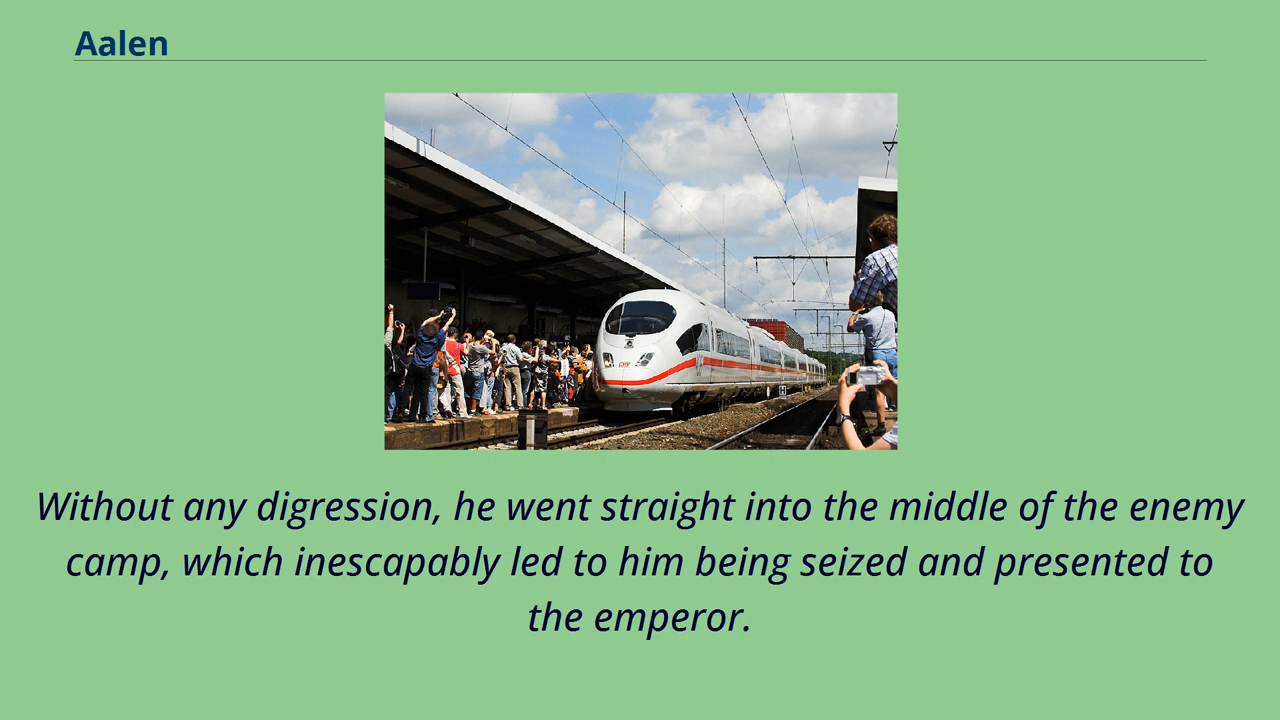 Aalen
Without any digression, he went straight into the middle of the enemy
camp, which inescapably led to him being seized and presented to
the emperor.